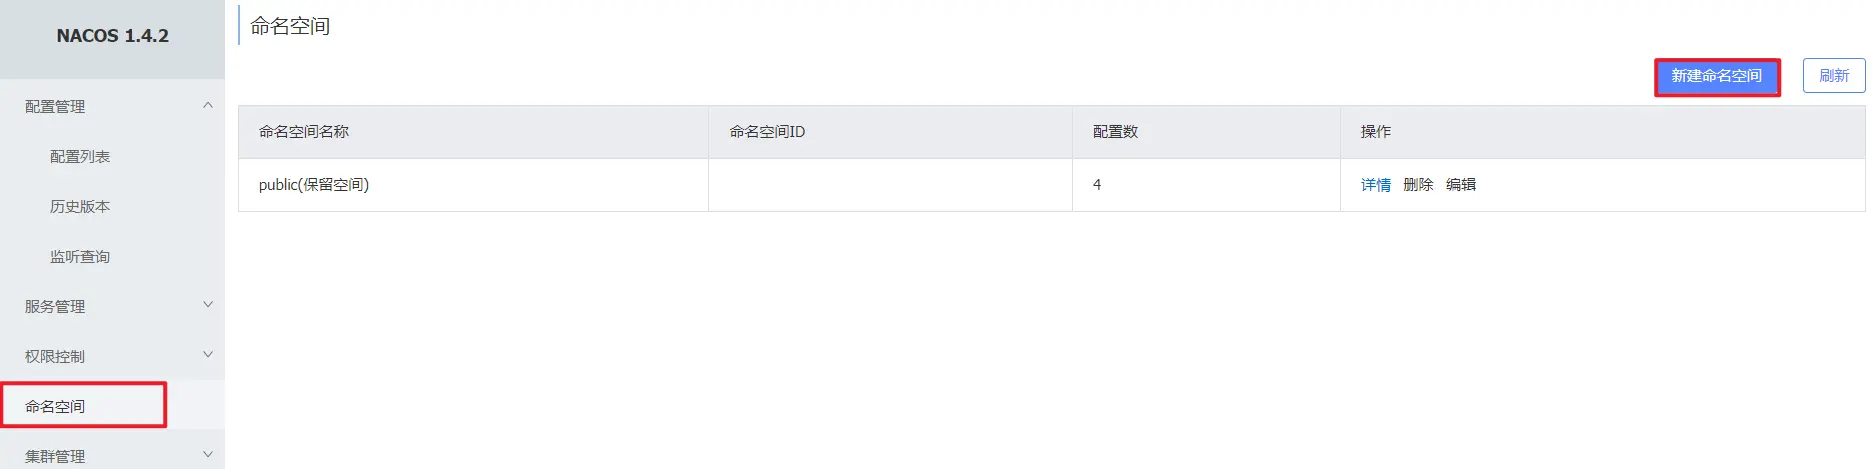 NACOS 1.4.2
配置管理
配置列表
历史版本
监听查询
服务管理
权限控制
命名空间
集群管理
命名空间
新建命名空间 刷新
命名空间名称 命名空间ID 配置数 操作
public(保留空间) 4 详情 删除 编辑